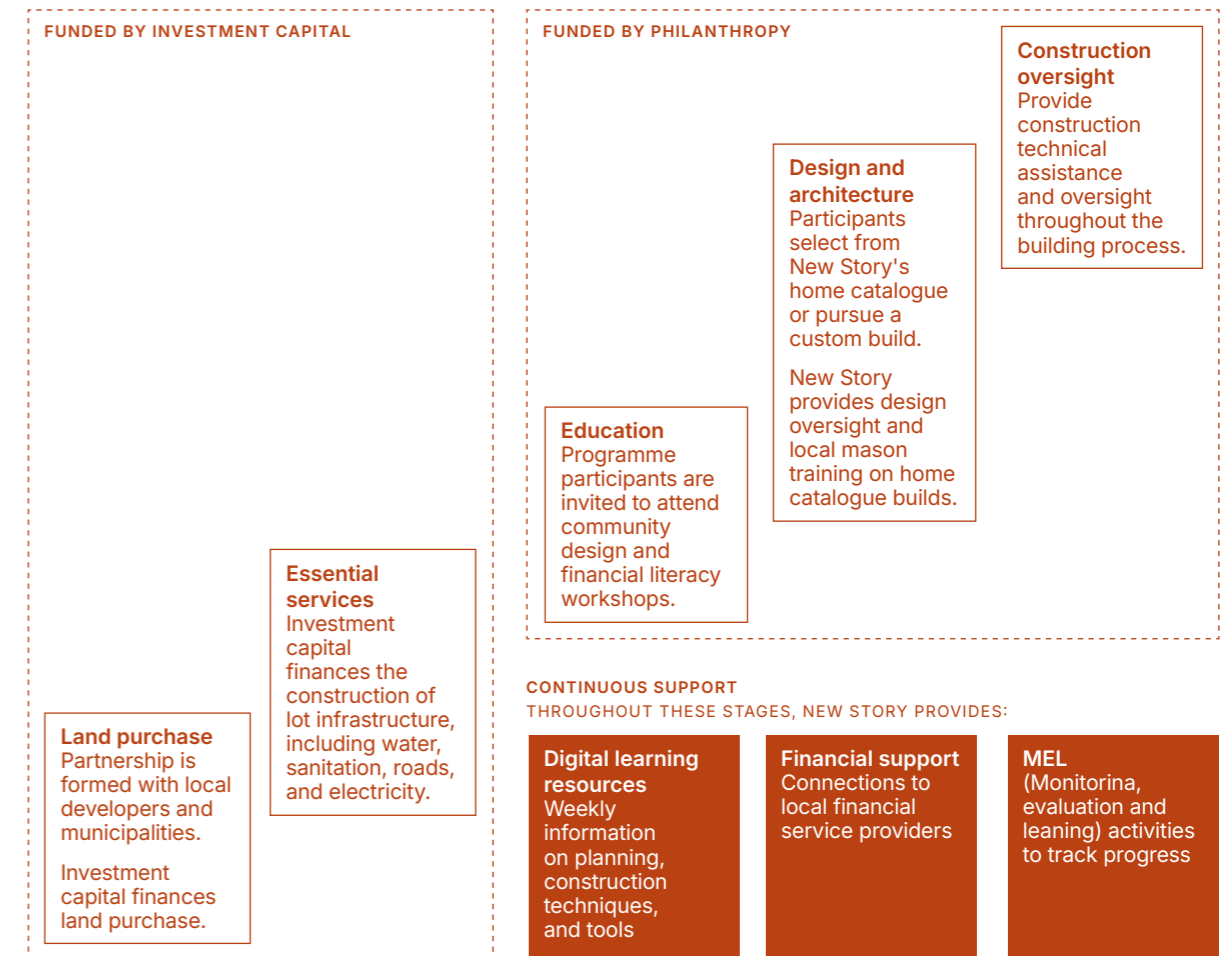 FUNDED BY INVESTMENT CAPITAL
Land purchase
Partnership is
formed with local
developers and
municipalities.
Investment
capital finances
land purchase.
Essential
services
Investment
capital
finances the
construction of
lot infrastructure,
including water,
sanitation, roads,
and electricity.
FUNDED BY PHILANTHROPY
Education
Programme
participants are
invited to attend
community
design and
financial literacy
workshops.
Design and
architecture
Participants
select from
New Story's
home catalogue
or pursue a
custom build.
New Story
provides design
oversight and
local mason
training on home
catalogue builds.
Construction
oversight
Provide
construction
technical
assistance
and oversight
throughout the
building process.
CONTINUOUS SUPPORT
THROUGHOUT THESE STAGES, NEW STORY PROVIDES:
Digital learning
resources
Weekly
information
on planning,
construction
techniques,
and tools
Financial support
Connections to
local financial
service providers
MEL
(Monitorina,
evaluation and
leaning) activities
to track progress